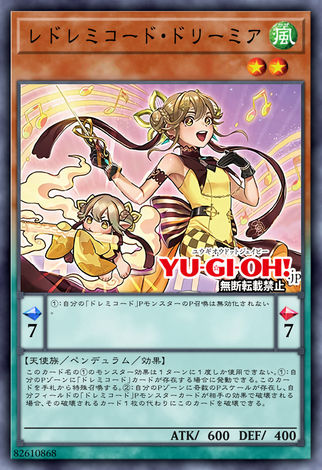 レドレミコード・ドリーミア
風
ユウギオウドットジェイピー
YU-GI-OH!.jp
無断転載禁止
①:自分の「ドレミコード」PモンスターのP召喚は無効化されない。
7
7
【天使族／ペンデュラム／効果】
このカード名の①のモンスター効果は1ターンに1度しか使用できない。①:自
分のPゾーンに「ドレミコード」カードが存在する場合に発動できる。このカー
ドを手札から特殊召喚する。②:自分のPゾーンに奇数のPスケールが存在し、自
分フィールドの「ドレミコード」Pモンスターカードが相手の効果で破壊され
る場合、その破壊されるカード1枚の代わりにこのカードを破壊できる。
ATK/ 600 DEF/ 400
82610868